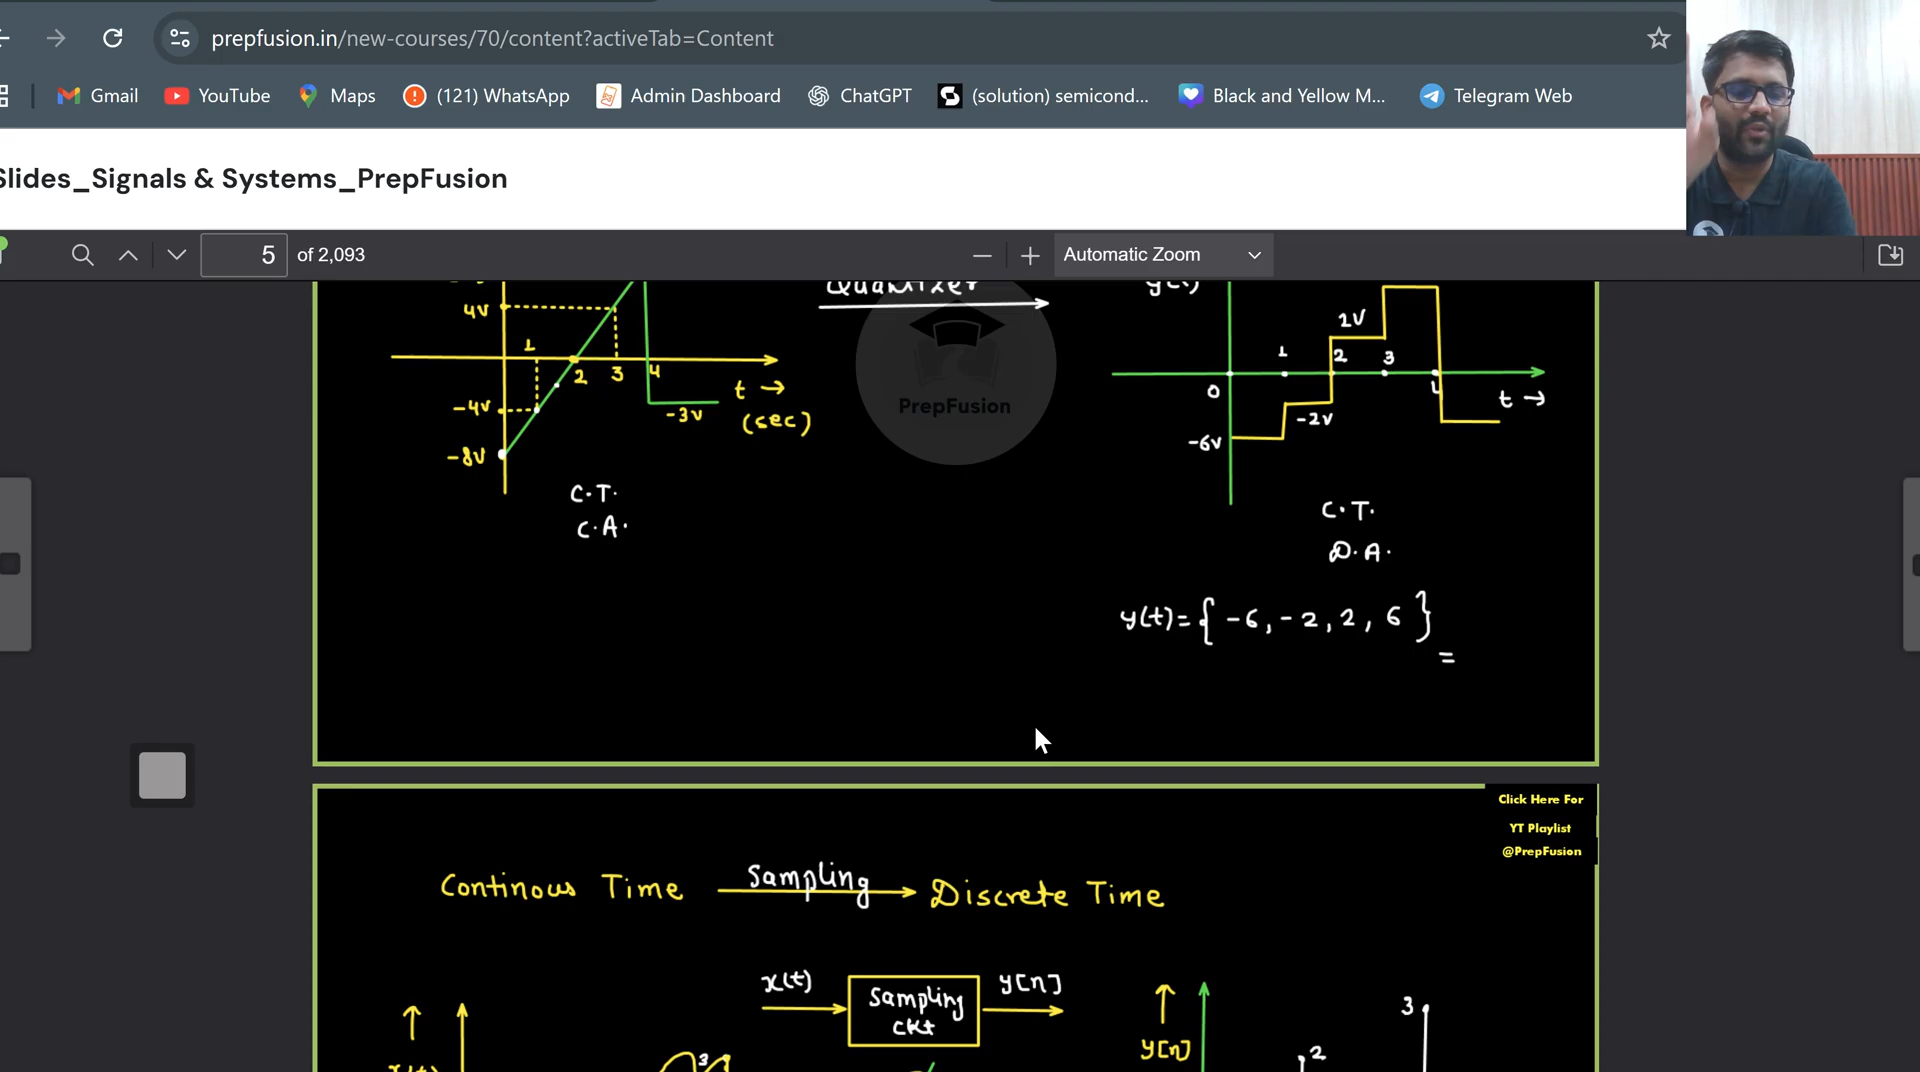 prepfusion.in/new-courses/70/content?activeTab=Content
Gmail YouTube Maps (121) WhatsApp Admin Dashboard ChatGPT (solution) semicond... Black and Yellow M... Telegram Web
Slides_Signals & Systems_PrepFusion
5 of 2,093 Automatic Zoom
Quantizer
4V
1
2 3 4
t →
(sec)
-4V
-3V
-8V
C.T.
C.A.
PrepFusion
y(t)
2V
1 2 3
0
t →
-2V
-6V
C.T.
D.A.
y(t) = { -6, -2, 2, 6 }
=
Click Here For
YT Playlist
@PrepFusion
Continous Time Sampling Discrete Time
x(t) Sampling y[n]
ckt
x(t)
3
y[n]
2
3